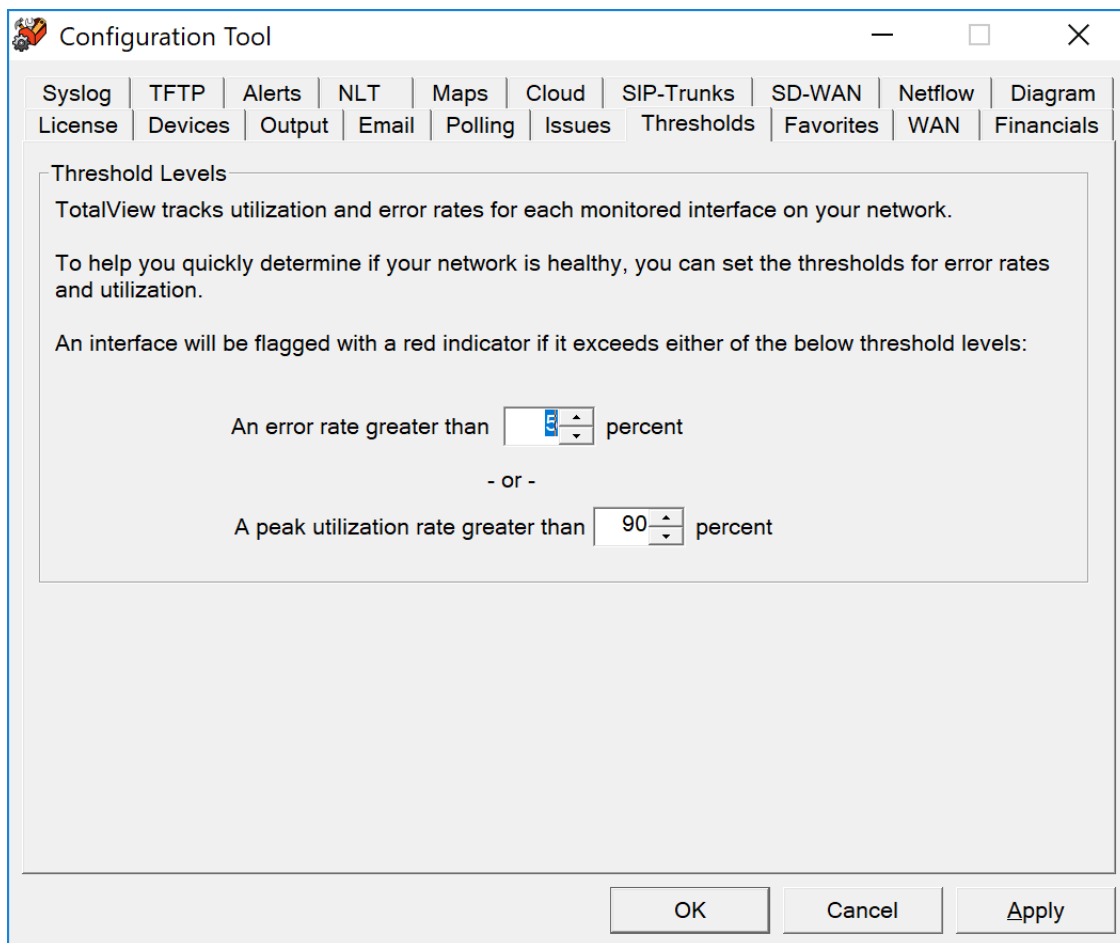 Configuration Tool
Syslog TFTP Alerts NLT Maps Cloud SIP-Trunks SD-WAN Netflow Diagram
License Devices Output Email Polling Issues Thresholds Favorites WAN Financials
Threshold Levels
TotalView tracks utilization and error rates for each monitored interface on your network.
To help you quickly determine if your network is healthy, you can set the thresholds for error rates
and utilization.
An interface will be flagged with a red indicator if it exceeds either of the below threshold levels:
An error rate greater than 5 percent
- or -
A peak utilization rate greater than 90 percent
OK Cancel Apply